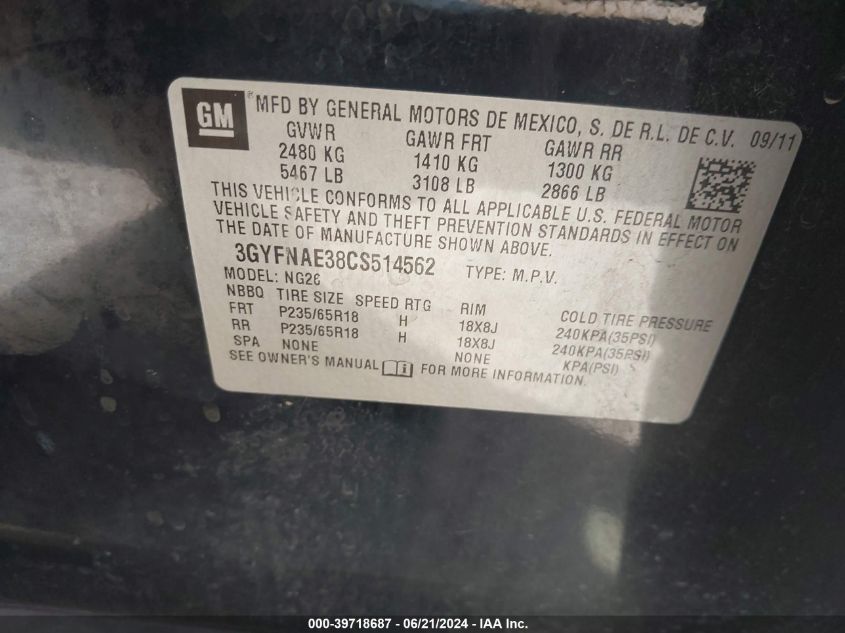 GM
® MFD BY GENERAL MOTORS DE MEXICO, S. DE R.L. DE C.V. 09/11
GVWR GAWR FRT GAWR RR
2480 KG 1410 KG 1300 KG
5467 LB 3108 LB 2866 LB
THIS VEHICLE CONFORMS TO ALL APPLICABLE U.S. FEDERAL MOTOR
VEHICLE SAFETY AND THEFT PREVENTION STANDARDS IN EFFECT ON
THE DATE OF MANUFACTURE SHOWN ABOVE.
3GYFNAE38CS514562 TYPE: M.P.V.
MODEL: NG26
NBBQ TIRE SIZE SPEED RTG RIM COLD TIRE PRESSURE
FRT P235/65R18 H 18X8J 240KPA(35PSI)
RR P235/65R18 H 18X8J 240KPA(35PSI)
SPA NONE NONE KPA(PSI)
SEE OWNER'S MANUAL FOR MORE INFORMATION.
000-39718687 - 06/21/2024 - IAA Inc.